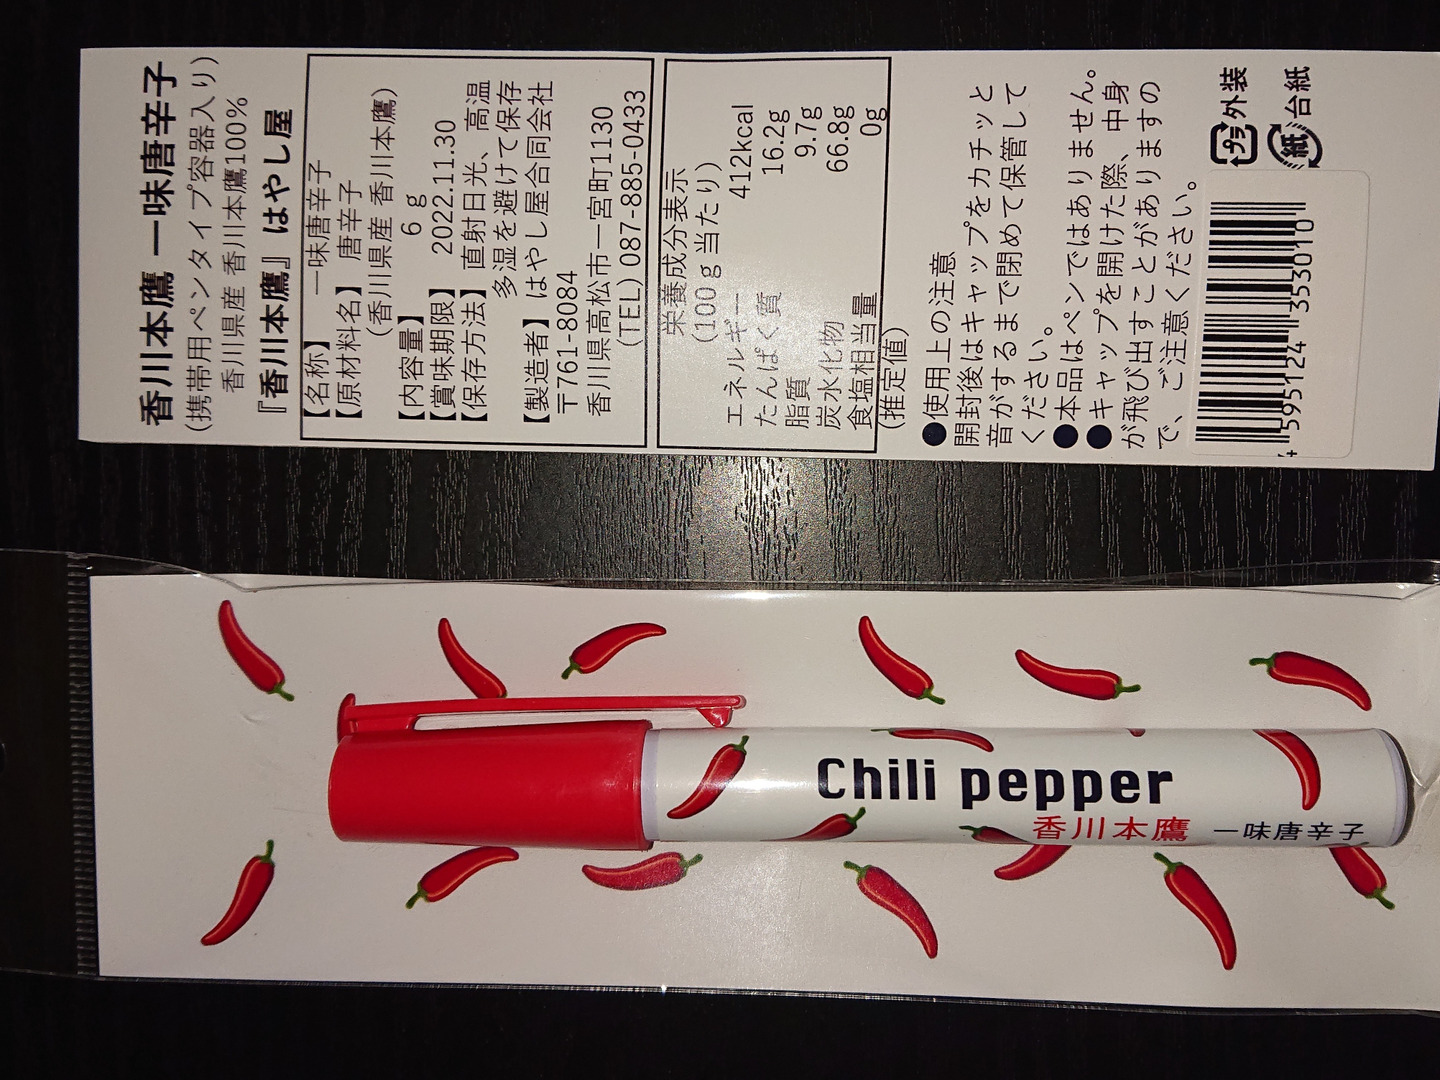 香川本鷹 一味唐辛子
(携帯用ペンタイプ容器入り)
香川県産 香川本鷹100%
『香川本鷹』はやし屋
【名称】 一味唐辛子
【原材料名】 唐辛子
(香川県産 香川本鷹)
【内容量】 6ｇ
【賞味期限】 2022.11.30
【保存方法】 直射日光、高温
多湿を避けて保存
【製造者】はやし屋合同会社
〒761-8084
香川県高松市一宮町1130
(TEL) 087-885-0433
栄養成分表示
(100ｇ当たり)
エネルギー 412kcal
たんぱく質 16.2g
脂質 9.7g
炭水化物 66.8g
食塩相当量 0g
(推定値)
●使用上の注意
開封後はキャップをカチッと
音がするまで閉めて保管して
ください。
●本品はペンではありません。
●キャップを開けた際、中身
が飛び出すことがありますの
で、ご注意ください。
プラ 外装
紙 台紙
4 595124 353010
Chili pepper
香川本鷹 一味唐辛子